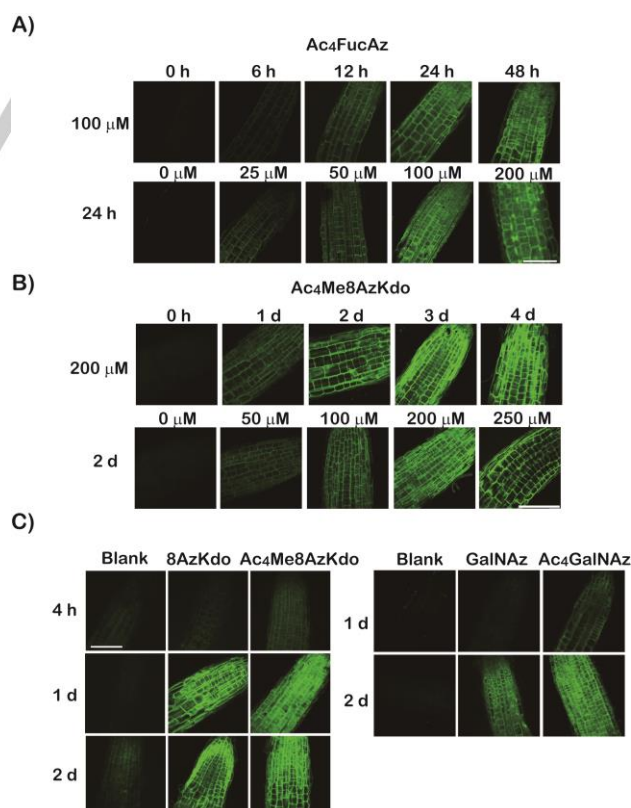 A)
Ac4FucAz
0 h 6 h 12 h 24 h 48 h
100 μM
0 μM 25 μM 50 μM 100 μM 200 μM
24 h
B)
Ac4Me8AzKdo
0 h 1 d 2 d 3 d 4 d
200 μM
0 μM 50 μM 100 μM 200 μM 250 μM
2 d
C)
Blank 8AzKdo Ac4Me8AzKdo Blank GalNAz Ac4GalNAz
4 h
1 d
1 d
2 d
2 d